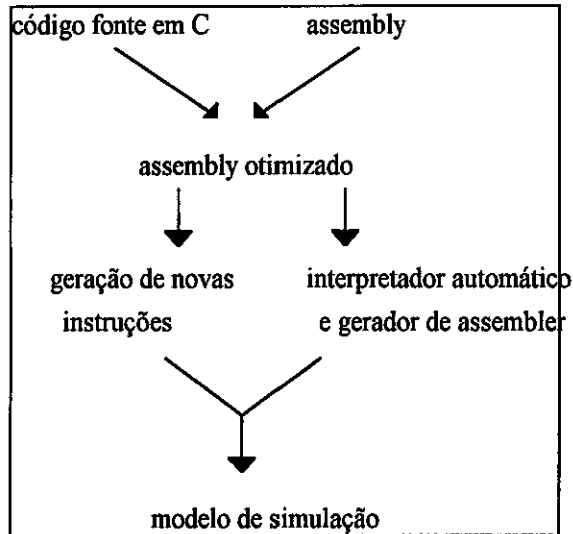 código fonte em C assembly
assembly otimizado
geração de novas interpretador automático
instruções e gerador de assembler
modelo de simulação